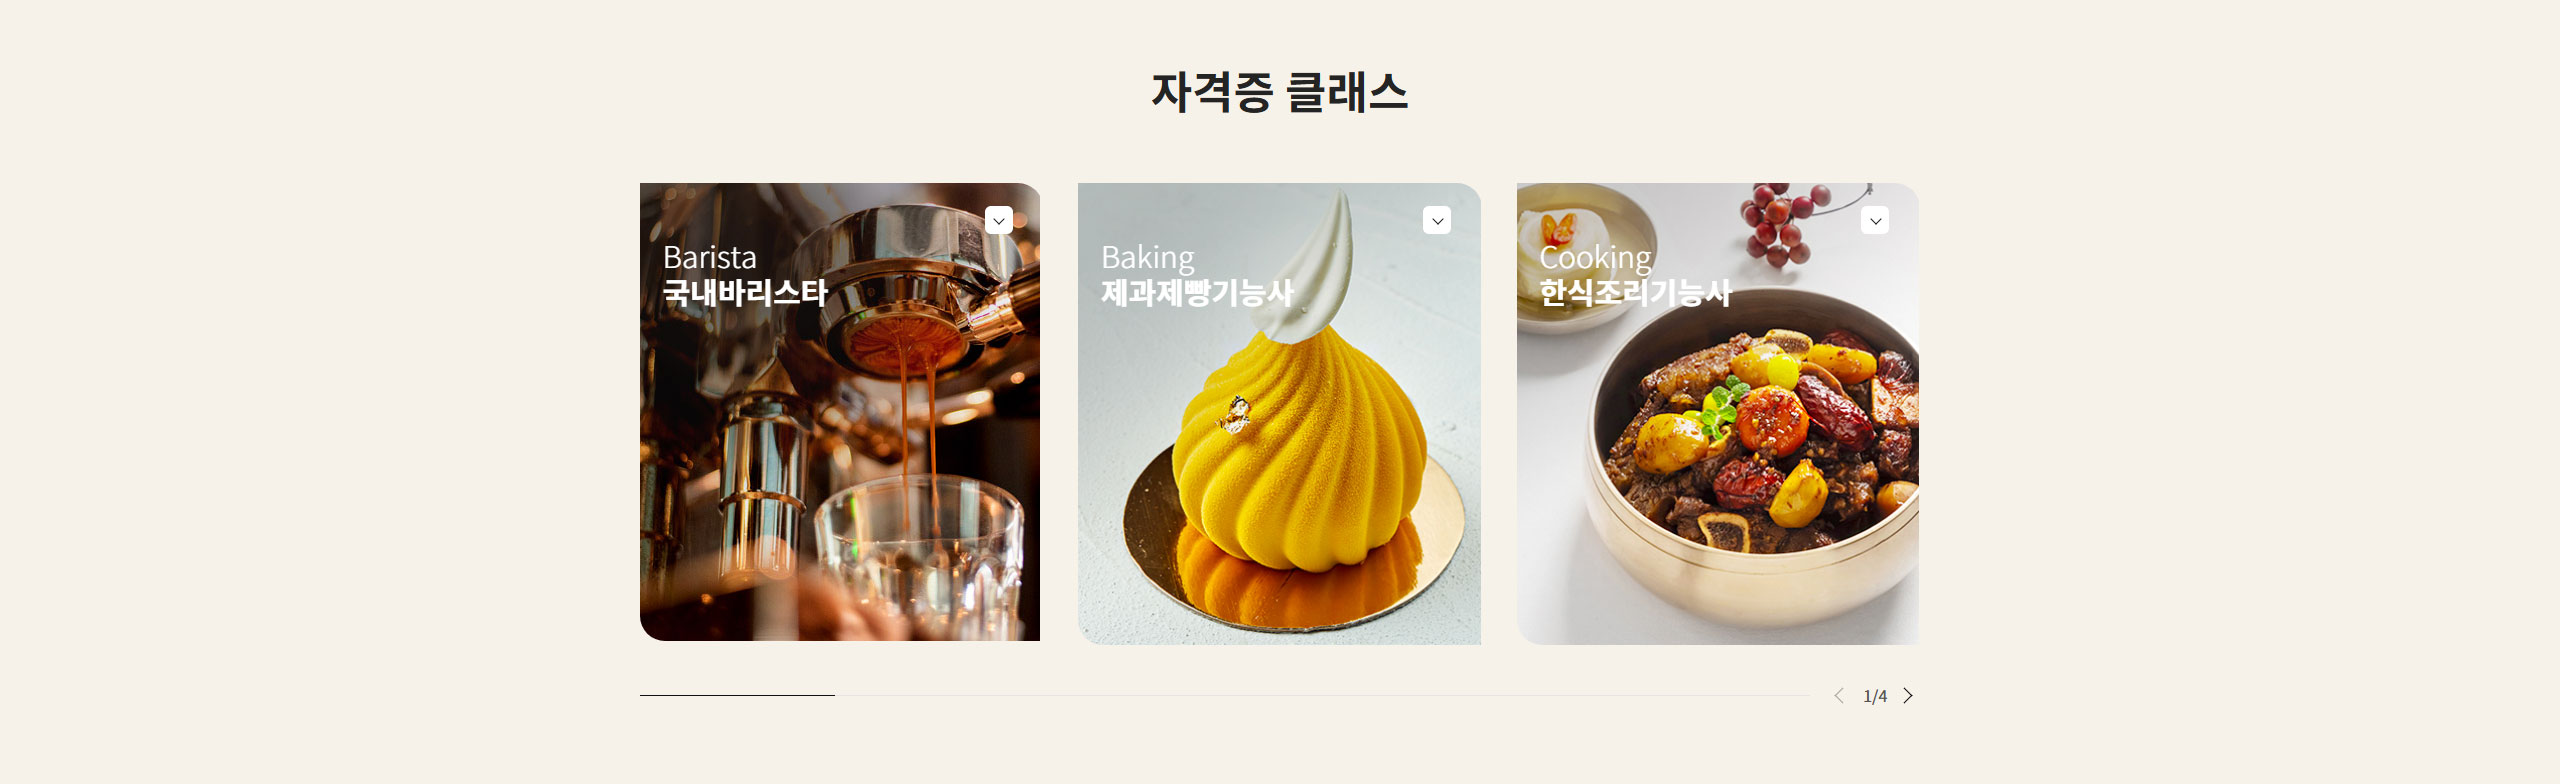 자격증 클래스
Barista
국내바리스타
Baking
제과제빵기능사
Cooking
한식조리기능사
1/4